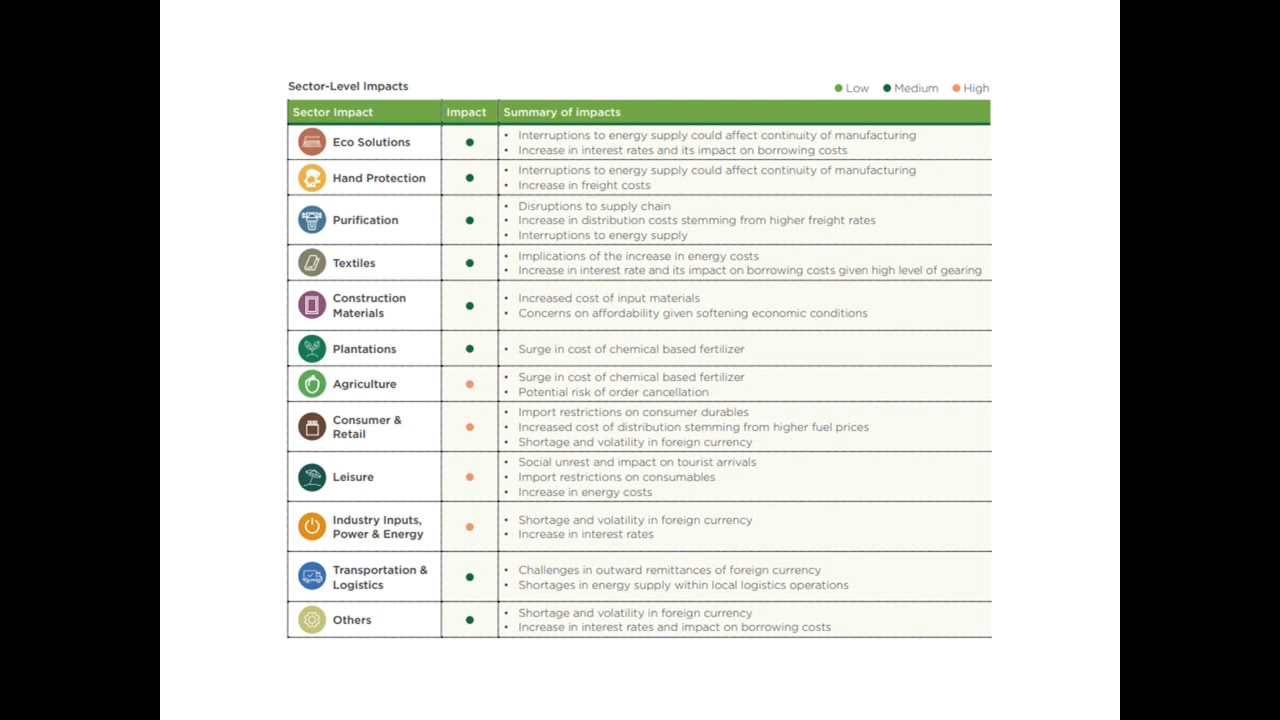 Sector-Level Impacts
Low Medium High
Sector Impact Impact Summary of impacts
Eco Solutions
• Interruptions to energy supply could affect continuity of manufacturing
• Increase in interest rates and its impact on borrowing costs
Hand Protection
• Interruptions to energy supply could affect continuity of manufacturing
• Increase in freight costs
Purification
• Disruptions to supply chain
• Increase in distribution costs stemming from higher freight rates
• Interruptions to energy supply
Textiles
• Implications of the increase in energy costs
• Increase in interest rate and its impact on borrowing costs given high level of gearing
Construction
Materials
• Increased cost of input materials
• Concerns on affordability given softening economic conditions
Plantations
• Surge in cost of chemical based fertilizer
Agriculture
• Surge in cost of chemical based fertilizer
• Potential risk of order cancellation
Consumer &
Retail
• Import restrictions on consumer durables
• Increased cost of distribution stemming from higher fuel prices
• Shortage and volatility in foreign currency
Leisure
• Social unrest and impact on tourist arrivals
• Import restrictions on consumables
• Increase in energy costs
Industry Inputs,
Power & Energy
• Shortage and volatility in foreign currency
• Increase in interest rates
Transportation &
Logistics
• Challenges in outward remittances of foreign currency
• Shortages in energy supply within local logistics operations
Others
• Shortage and volatility in foreign currency
• Increase in interest rates and impact on borrowing costs